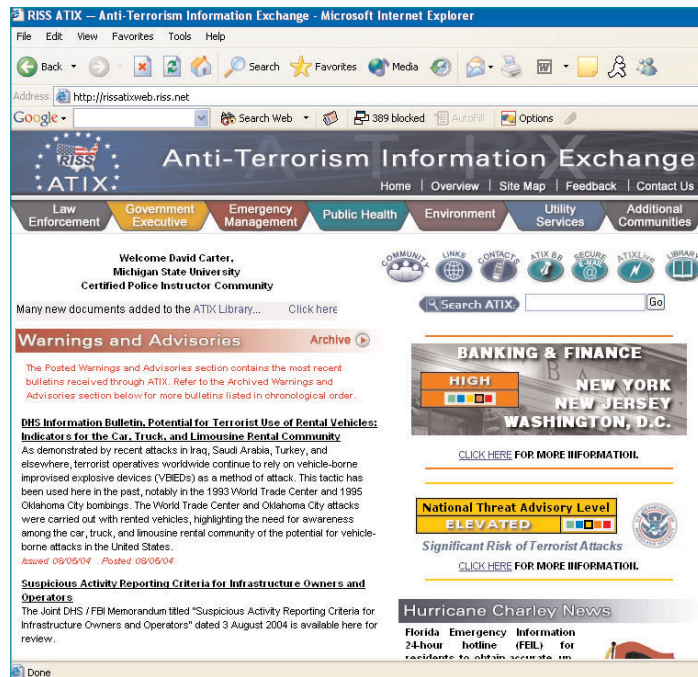 RISS ATIX — Anti-Terrorism Information Exchange - Microsoft Internet Explorer
File Edit View Favorites Tools Help
Back Search Favorites Media
Address http://rissatixweb.riss.net
Google Search Web 389 blocked AutoFill Options
RISS
ATIX
Anti-Terrorism Information Exchange
Home | Overview | Site Map | Feedback | Contact Us
Law Enforcement
Government Executive
Emergency Management
Public Health
Environment
Utility Services
Additional Communities
Welcome David Carter,
Michigan State University
Certified Police Instructor Community
COMMUNITY LINKS CONTACTS ATIX BB SECURE E-MAIL ATIXLive LIBRARY
Many new documents added to the ATIX Library... Click here
Search ATIX: Go
Warnings and Advisories Archive
The Posted Warnings and Advisories section contains the most recent
bulletins received through ATIX. Refer to the Archived Warnings and
Advisories section below for more bulletins listed in chronological order.
DHS Information Bulletin, Potential for Terrorist Use of Rental Vehicles:
Indicators for the Car, Truck, and Limousine Rental Community
As demonstrated by recent attacks in Iraq, Saudi Arabia, Turkey, and
elsewhere, terrorist operatives worldwide continue to rely on vehicle-borne
improvised explosive devices (VBIEDs) as a method of attack. This tactic has
been used here in the past, notably in the 1993 World Trade Center and 1995
Oklahoma City bombings. The World Trade Center and Oklahoma City attacks
were carried out with rented vehicles, highlighting the need for awareness
among the car, truck, and limousine rental community of the potential for vehicle-
borne attacks in the United States.
Issued 08/05/04 Posted 08/05/04
Suspicious Activity Reporting Criteria for Infrastructure Owners and
Operators
The Joint DHS / FBI Memorandum titled "Suspicious Activity Reporting Criteria for
Infrastructure Owners and Operators" dated 3 August 2004 is available here for
review.
BANKING & FINANCE
HIGH
NEW YORK
NEW JERSEY
WASHINGTON, D.C.
CLICK HERE FOR MORE INFORMATION.
National Threat Advisory Level
ELEVATED
Significant Risk of Terrorist Attacks
CLICK HERE FOR MORE INFORMATION.
Hurricane Charley News
Florida Emergency Information
24-hour hotline (FEIL) for
residents to obtain accurate, up
Done